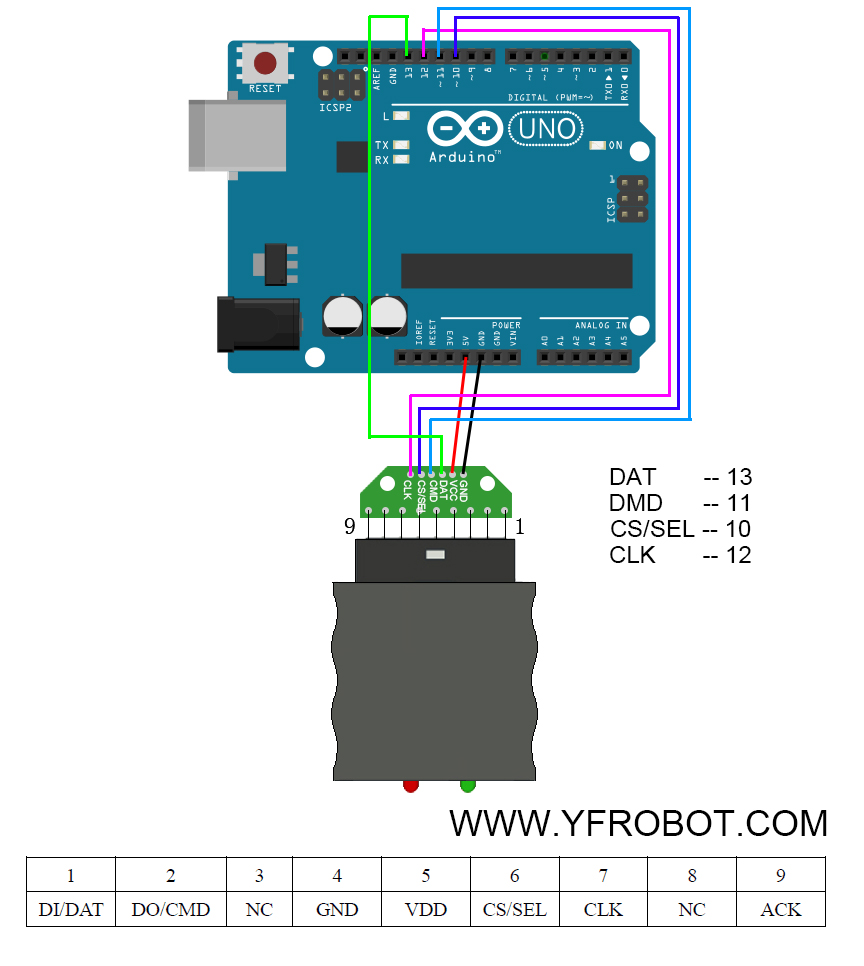 RESET
ICSP2
AREF
GND
13
12
~11
~10
~9
8
7
~6
~5
4
~3
2
TX0▶1
RX0◀0
DIGITAL (PWM=~)
L
TX
RX
UNO
Arduino™
ON
1
ICSP
POWER
ANALOG IN
IOREF
RESET
3V3
5V
GND
GND
VIN
A0
A1
A2
A3
A4
A5
CLK
CS/SEL
CMD
DAT
VCC
GND
9
1
DAT -- 13
DMD -- 11
CS/SEL -- 10
CLK -- 12
WWW.YFROBOT.COM
1 2 3 4 5 6 7 8 9
DI/DAT DO/CMD NC GND VDD CS/SEL CLK NC ACK